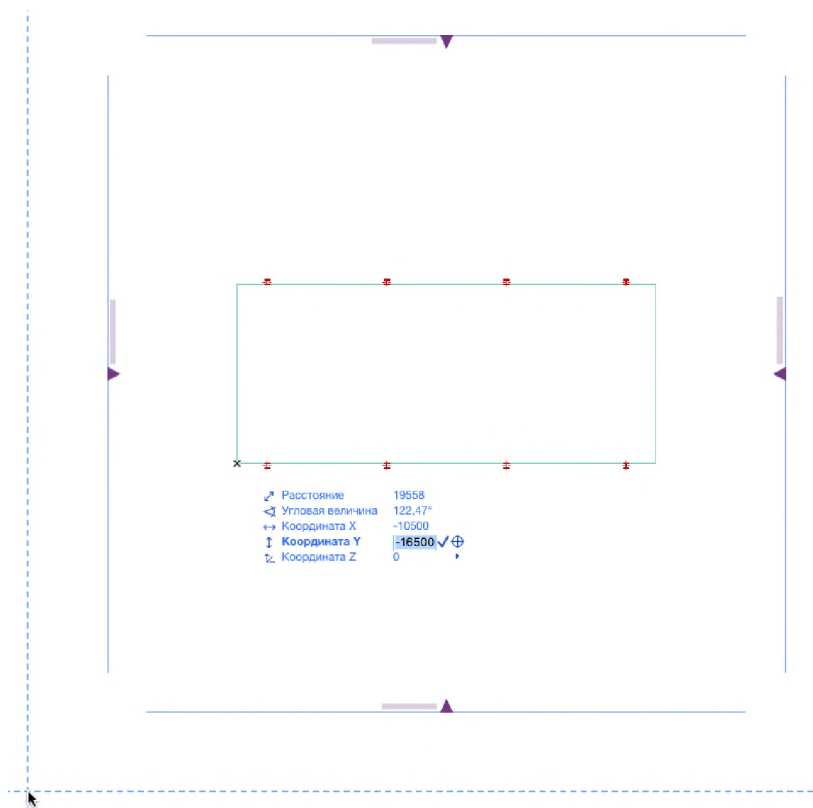 Расстояние 19558
Угловая величина 122,47°
Координата X -10500
Координата Y -16500
Координата Z 0